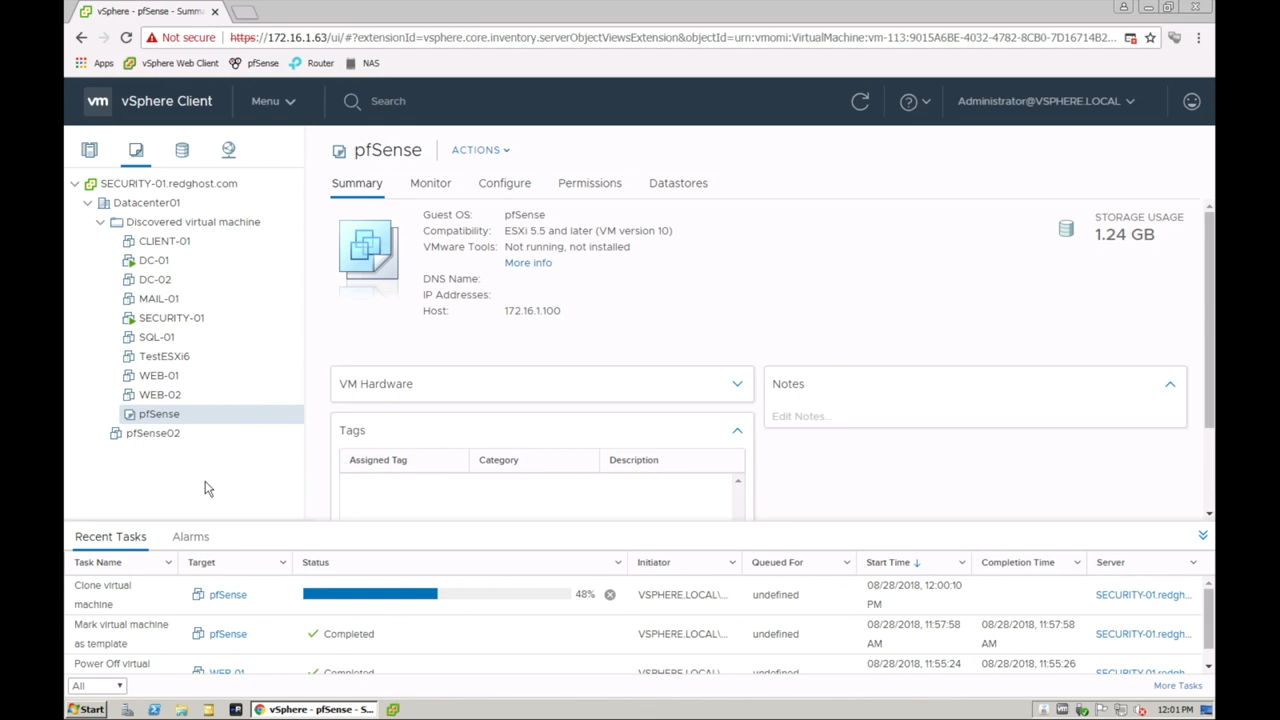 vSphere - pfSense - Summ
Not secure https://172.16.1.63/ui/#?extensionId=vsphere.core.inventory.serverObjectViewsExtension&objectId=urn:vmomi:VirtualMachine:vm-113:9015A6BE-4032-4782-8CB0-7D16714B2...
Apps vSphere Web Client pfSense Router NAS
vm vSphere Client Menu Search Administrator@VSPHERE.LOCAL
pfSense ACTIONS
Summary Monitor Configure Permissions Datastores
SECURITY-01.redghost.com
Datacenter01
Discovered virtual machine
CLIENT-01
DC-01
DC-02
MAIL-01
SECURITY-01
SQL-01
TestESXi6
WEB-01
WEB-02
pfSense
pfSense02
Guest OS: pfSense
Compatibility: ESXi 5.5 and later (VM version 10)
VMware Tools: Not running, not installed
More info
DNS Name:
IP Addresses:
Host: 172.16.1.100
STORAGE USAGE
1.24 GB
VM Hardware
Notes
Edit Notes...
Tags
Assigned Tag Category Description
Recent Tasks Alarms
Task Name Target Status Initiator Queued For Start Time Completion Time Server
Clone virtual machine pfSense 48% VSPHERE.LOCAL\... undefined 08/28/2018, 12:00:10 PM SECURITY-01.redgh...
Mark virtual machine as template pfSense Completed VSPHERE.LOCAL\... undefined 08/28/2018, 11:57:58 AM 08/28/2018, 11:57:58 AM SECURITY-01.redgh...
Power Off virtual WEB-01 Completed VSPHERE.LOCAL\... undefined 08/28/2018, 11:55:24 08/28/2018, 11:55:26 SECURITY-01.redgh...
All More Tasks
Start vSphere - pfSense - S... 12:01 PM